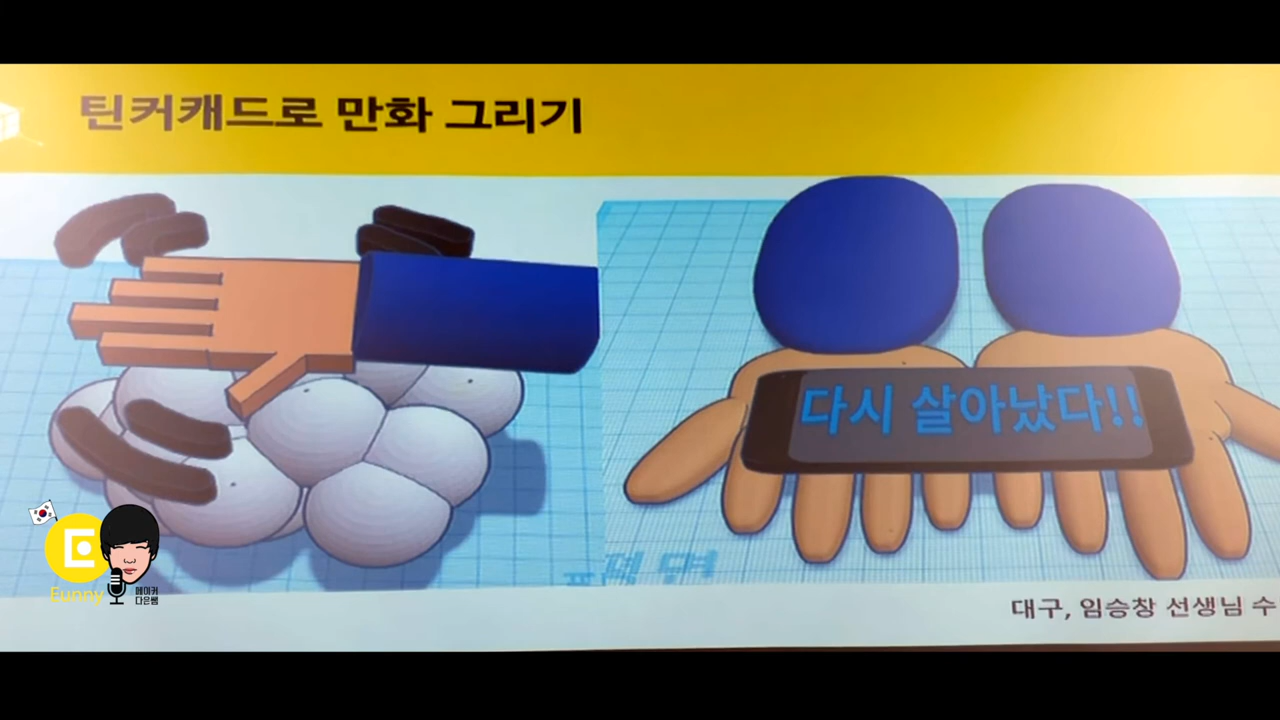 틴커캐드로 만화 그리기
다시 살아났다!!
Eunny
메이커
다은쌤
대구, 임승창 선생님 수